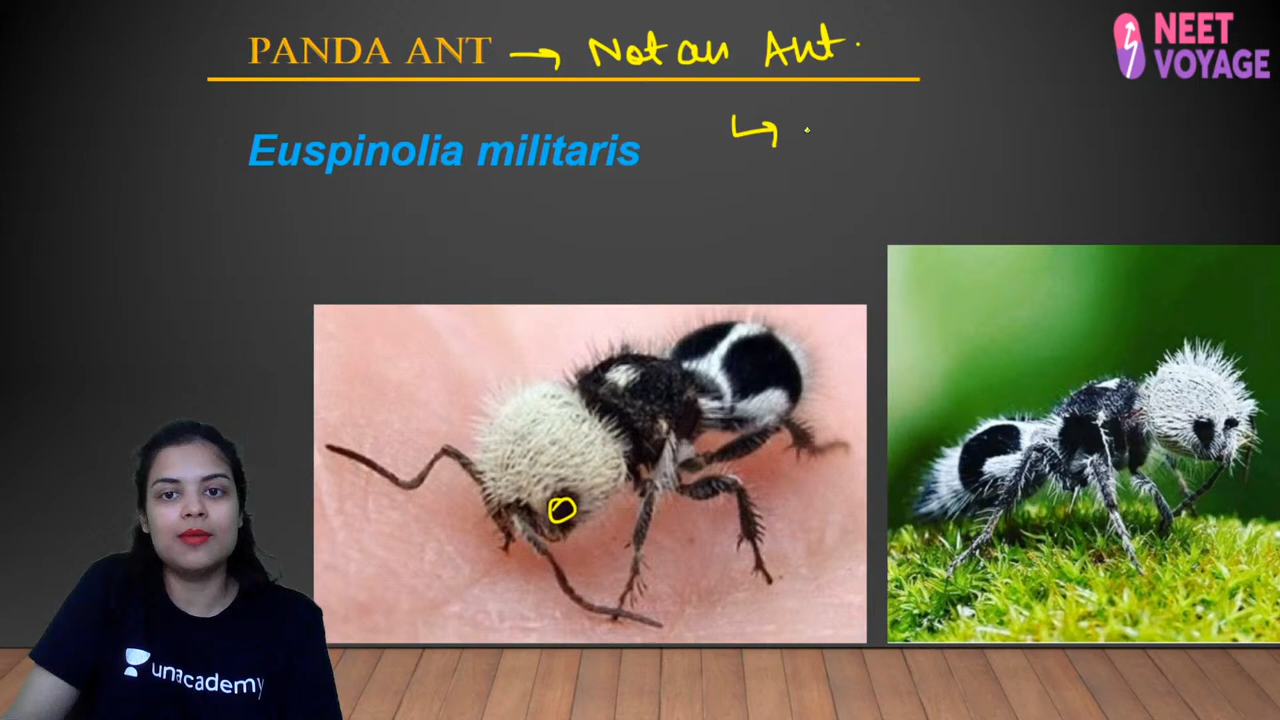 PANDA ANT → Not an Ant.
NEET
VOYAGE
Euspinolia militaris
unacademy